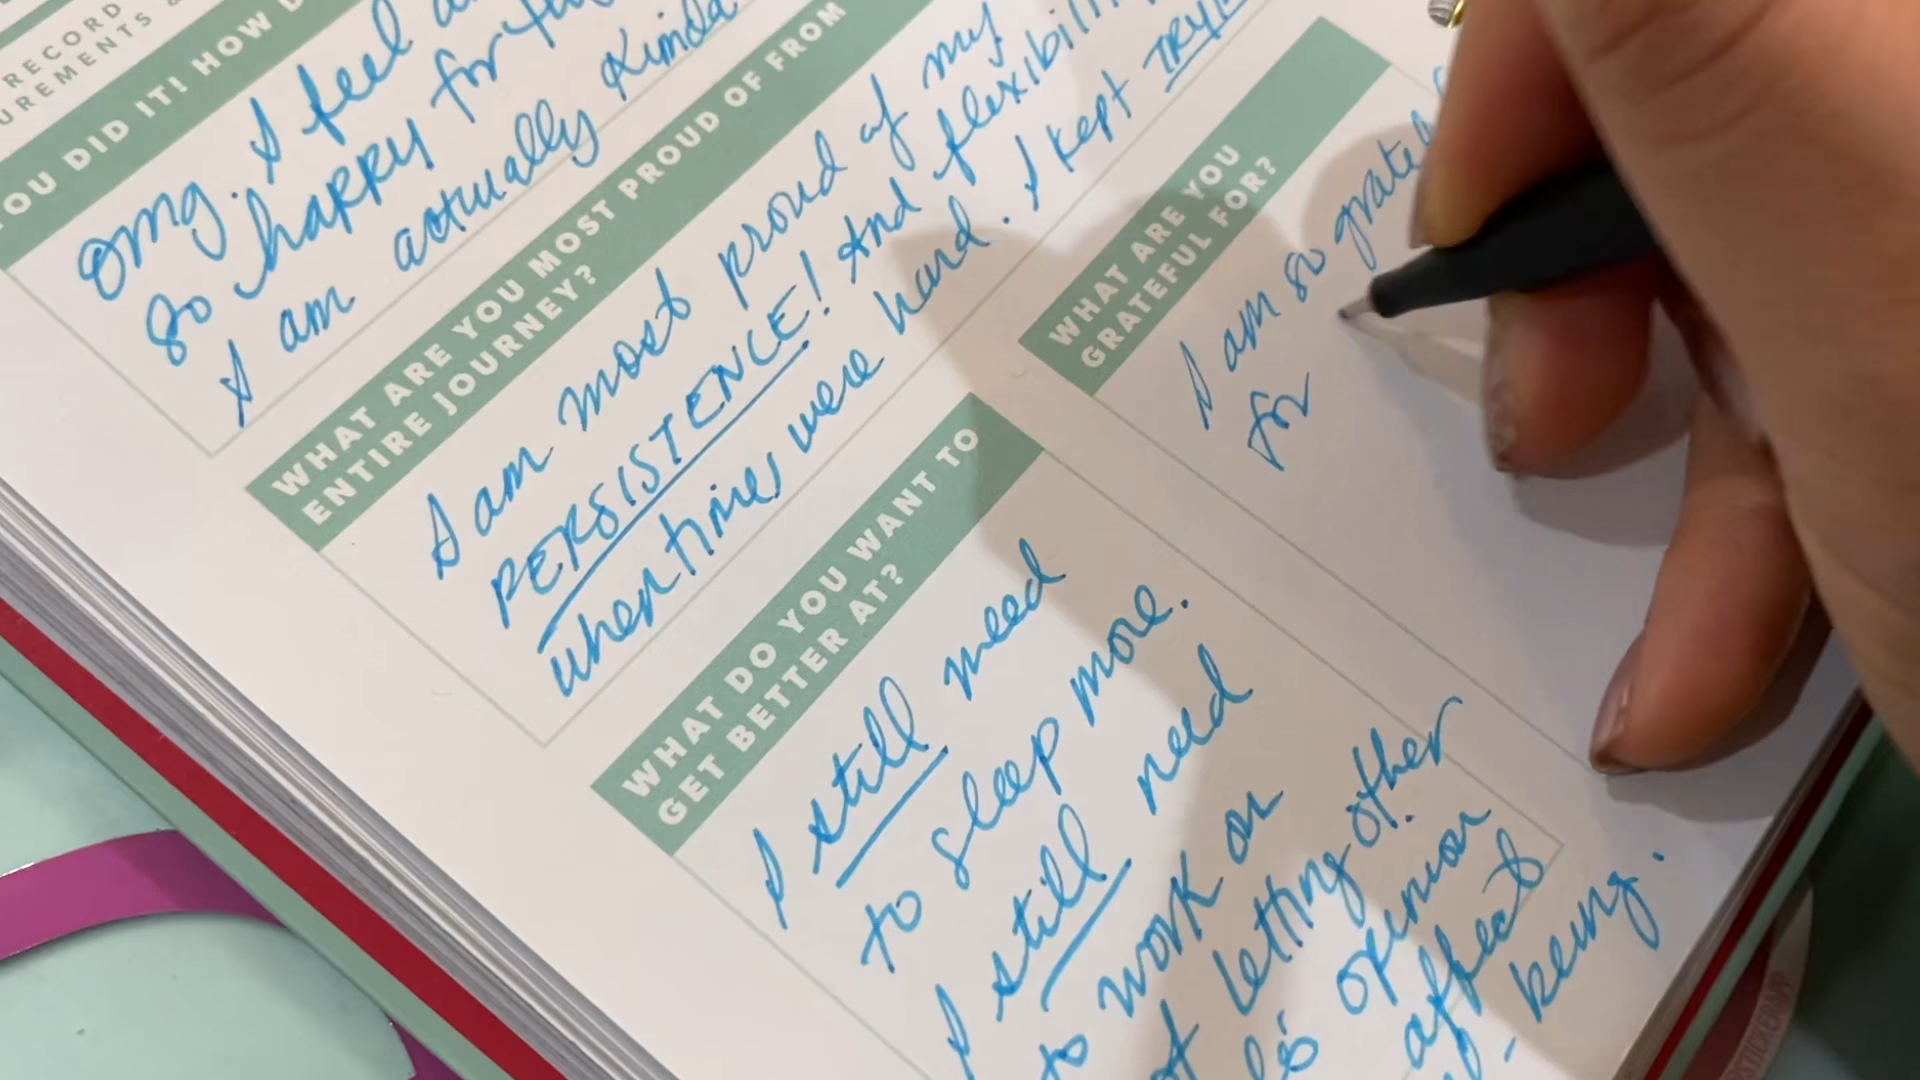 RECORD
UREMENTS &
YOU DID IT! HOW D
omg. I feel
so happy for
I am actually kinda
WHAT ARE YOU MOST PROUD OF FROM
ENTIRE JOURNEY?
I am most proud of my
PERSISTENCE! And flexibili
when times were hard. I kept TRYI
WHAT DO YOU WANT TO
GET BETTER AT?
I still need
to sleep more.
I still need
to work on
letting other
opinion
affect
being.
WHAT ARE YOU
GRATEFUL FOR?
I am so grateful
for
STICKERAPP